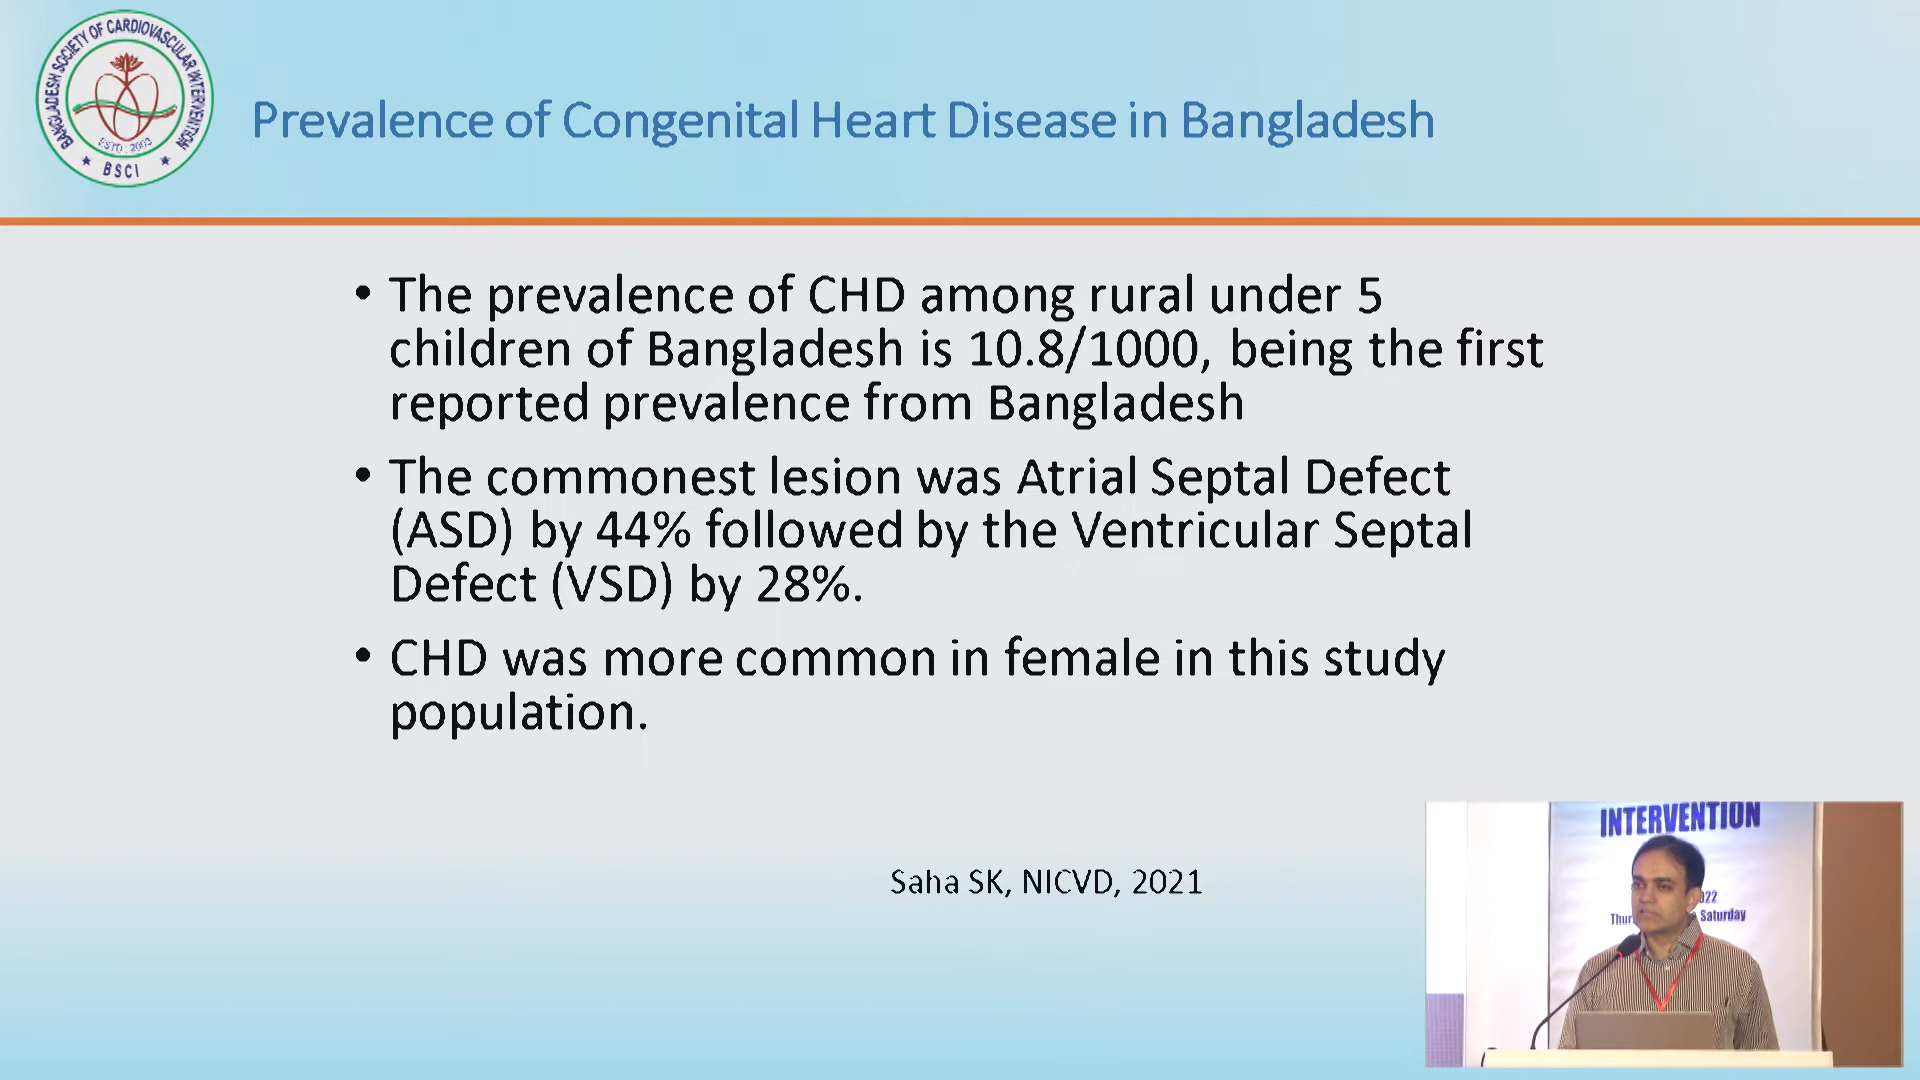 BANGLADESH SOCIETY OF CARDIOVASCULAR INTERVENTION
ESTD. 2003
BSCI
Prevalence of Congenital Heart Disease in Bangladesh
• The prevalence of CHD among rural under 5
children of Bangladesh is 10.8/1000, being the first
reported prevalence from Bangladesh
• The commonest lesion was Atrial Septal Defect
(ASD) by 44% followed by the Ventricular Septal
Defect (VSD) by 28%.
• CHD was more common in female in this study
population.
Saha SK, NICVD, 2021
INTERVENTION
Saturday